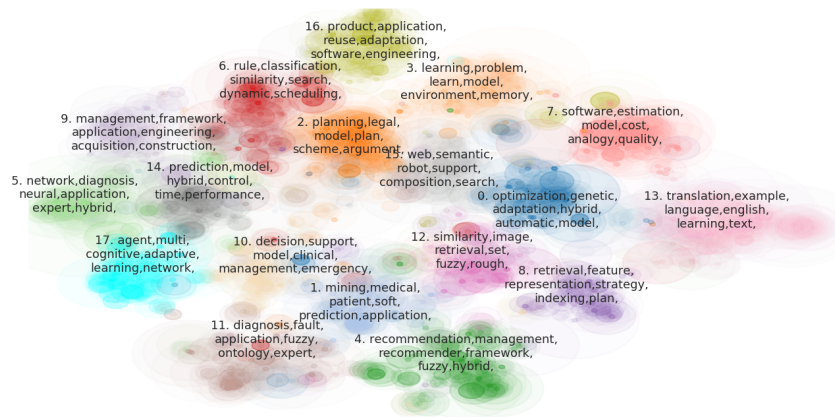 16. product,application,
reuse,adaptation,
software,engineering,
6. rule,classification,
similarity,search,
dynamic,scheduling,
3. learning,problem,
learn,model,
environment,memory,
9. management,framework,
application,engineering,
acquisition,construction,
2. planning,legal,
model,plan,
scheme,argument,
7. software,estimation,
model,cost,
analogy,quality,
15. web,semantic,
robot,support,
composition,search,
14. prediction,model,
hybrid,control,
time,performance,
5. network,diagnosis,
neural,application,
expert,hybrid,
0. optimization,genetic,
adaptation,hybrid,
automatic,model,
13. translation,example,
language,english,
learning,text,
17. agent,multi,
cognitive,adaptive,
learning,network,
10. decision,support,
model,clinical,
management,emergency,
12. similarity,image,
retrieval,set,
fuzzy,rough,
8. retrieval,feature,
representation,strategy,
indexing,plan,
1. mining,medical,
patient,soft,
prediction,application,
11. diagnosis,fault,
application,fuzzy,
ontology,expert,
4. recommendation,management,
recommender,framework,
fuzzy,hybrid,